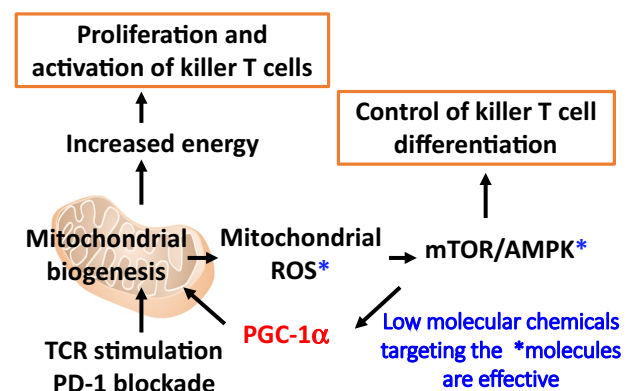 Proliferation and
activation of killer T cells
Increased energy
Control of killer T cell
differentiation
Mitochondrial
biogenesis
Mitochondrial
ROS*
mTOR/AMPK*
PGC-1α
TCR stimulation
PD-1 blockade
Low molecular chemicals
targeting the *molecules
are effective